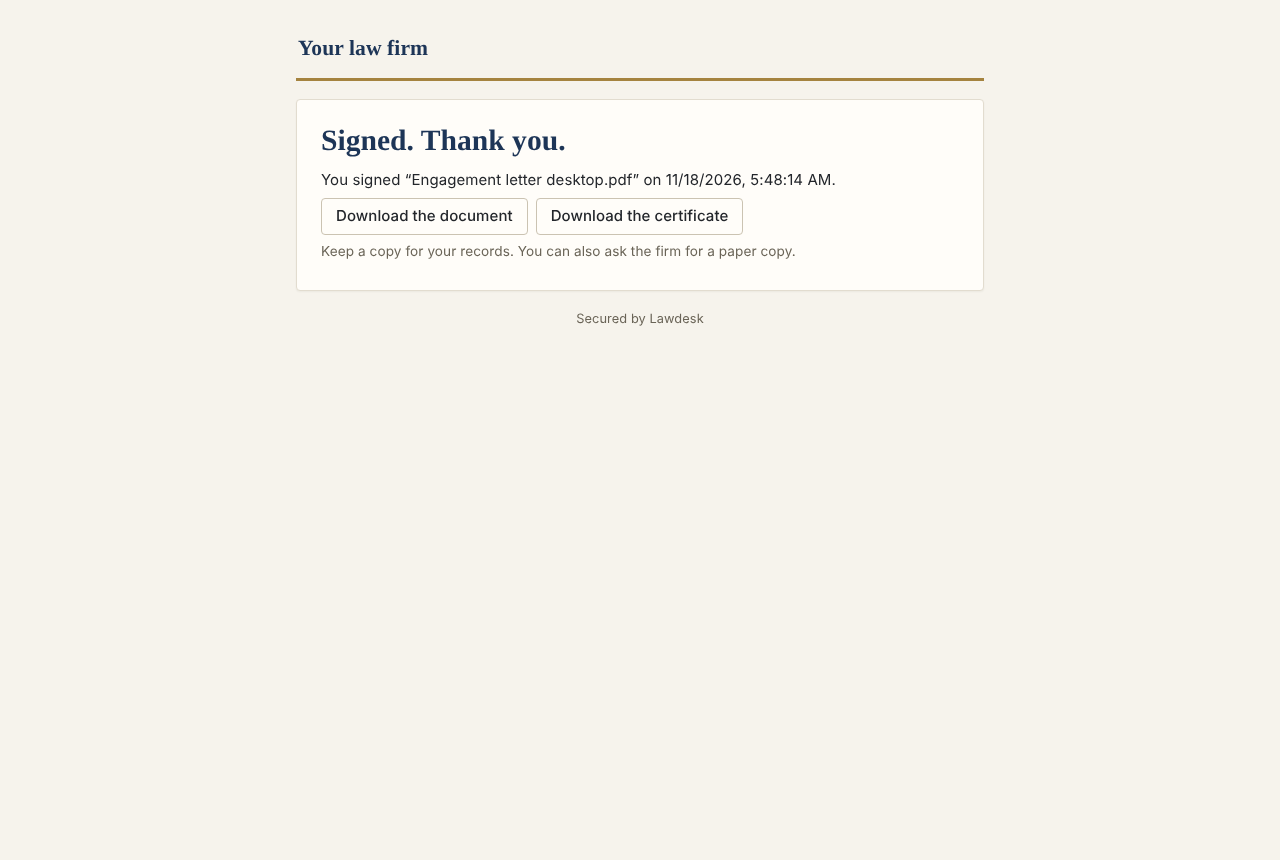 Your law firm
Signed. Thank you.
You signed “Engagement letter desktop.pdf” on 11/18/2026, 5:48:14 AM.
Download the document
Download the certificate
Keep a copy for your records. You can also ask the firm for a paper copy.
Secured by Lawdesk